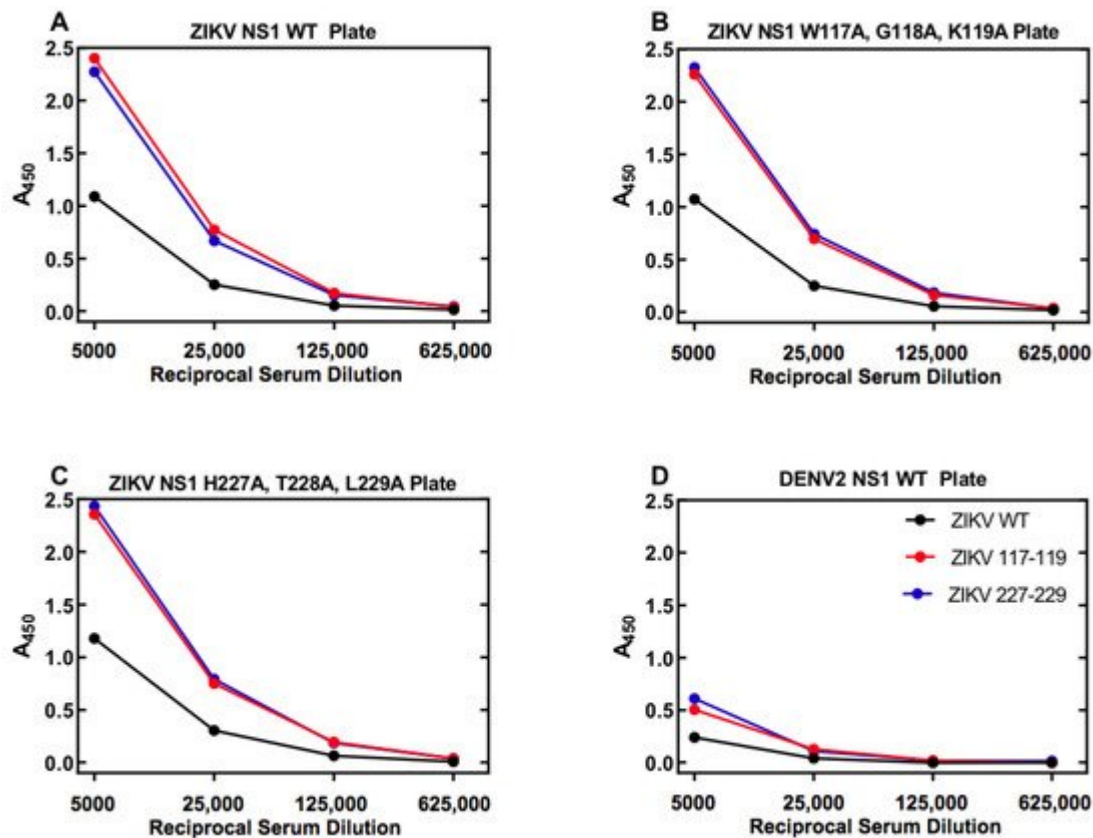 A
ZIKV NS1 WT Plate
2.5
2.0
1.5
1.0
0.5
0.0
A450
5000 25,000 125,000 625,000
Reciprocal Serum Dilution
B
ZIKV NS1 W117A, G118A, K119A Plate
2.5
2.0
1.5
1.0
0.5
0.0
A450
5000 25,000 125,000 625,000
Reciprocal Serum Dilution
C
ZIKV NS1 H227A, T228A, L229A Plate
2.5
2.0
1.5
1.0
0.5
0.0
A450
5000 25,000 125,000 625,000
Reciprocal Serum Dilution
D
DENV2 NS1 WT Plate
2.5
2.0
1.5
1.0
0.5
0.0
A450
ZIKV WT
ZIKV 117-119
ZIKV 227-229
5000 25,000 125,000 625,000
Reciprocal Serum Dilution